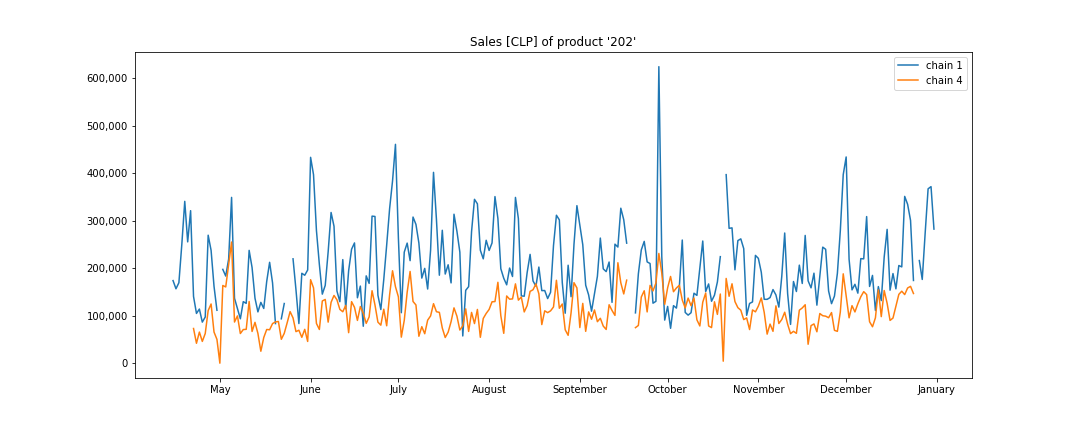 Sales [CLP] of product '202'
chain 1
chain 4
600,000
500,000
400,000
300,000
200,000
100,000
0
May June July August September October November December January